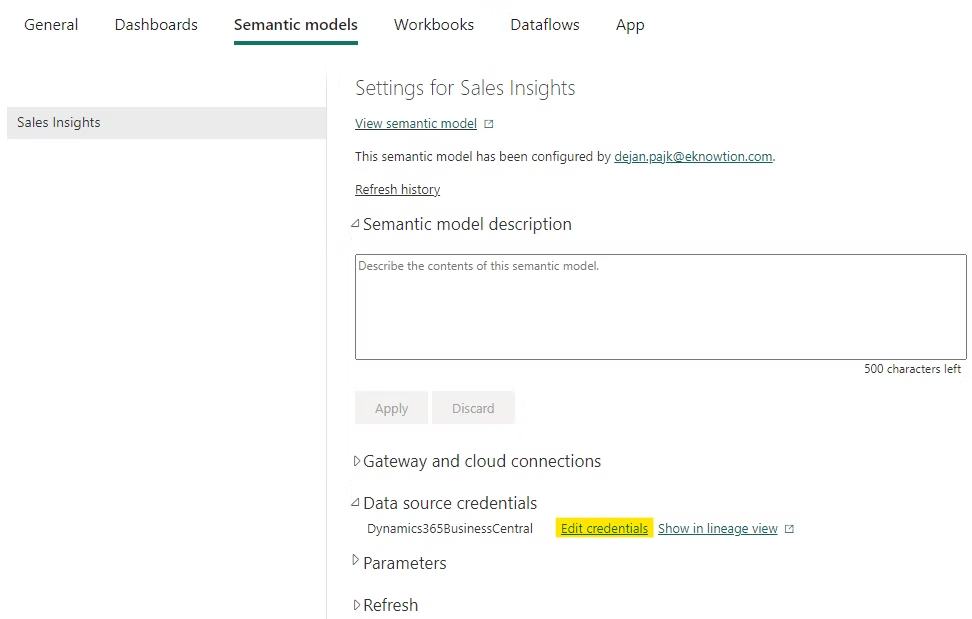 General Dashboards Semantic models Workbooks Dataflows App
Sales Insights
Settings for Sales Insights
View semantic model
This semantic model has been configured by dejan.pajk@eknowtion.com.
Refresh history
Semantic model description
Describe the contents of this semantic model.
500 characters left
Apply Discard
Gateway and cloud connections
Data source credentials
Dynamics365BusinessCentral Edit credentials Show in lineage view
Parameters
Refresh